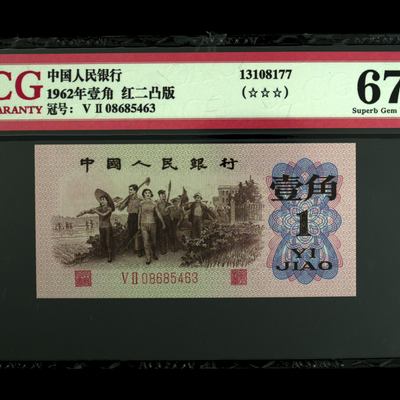 CG
ARANTY
中国人民银行
1962年壹角 红二凸版
冠号: V II 08685463
13108177
(☆☆☆)
67
Superb Gem
中國人民銀行
壹角
1
YI
JIAO
V II 08685463